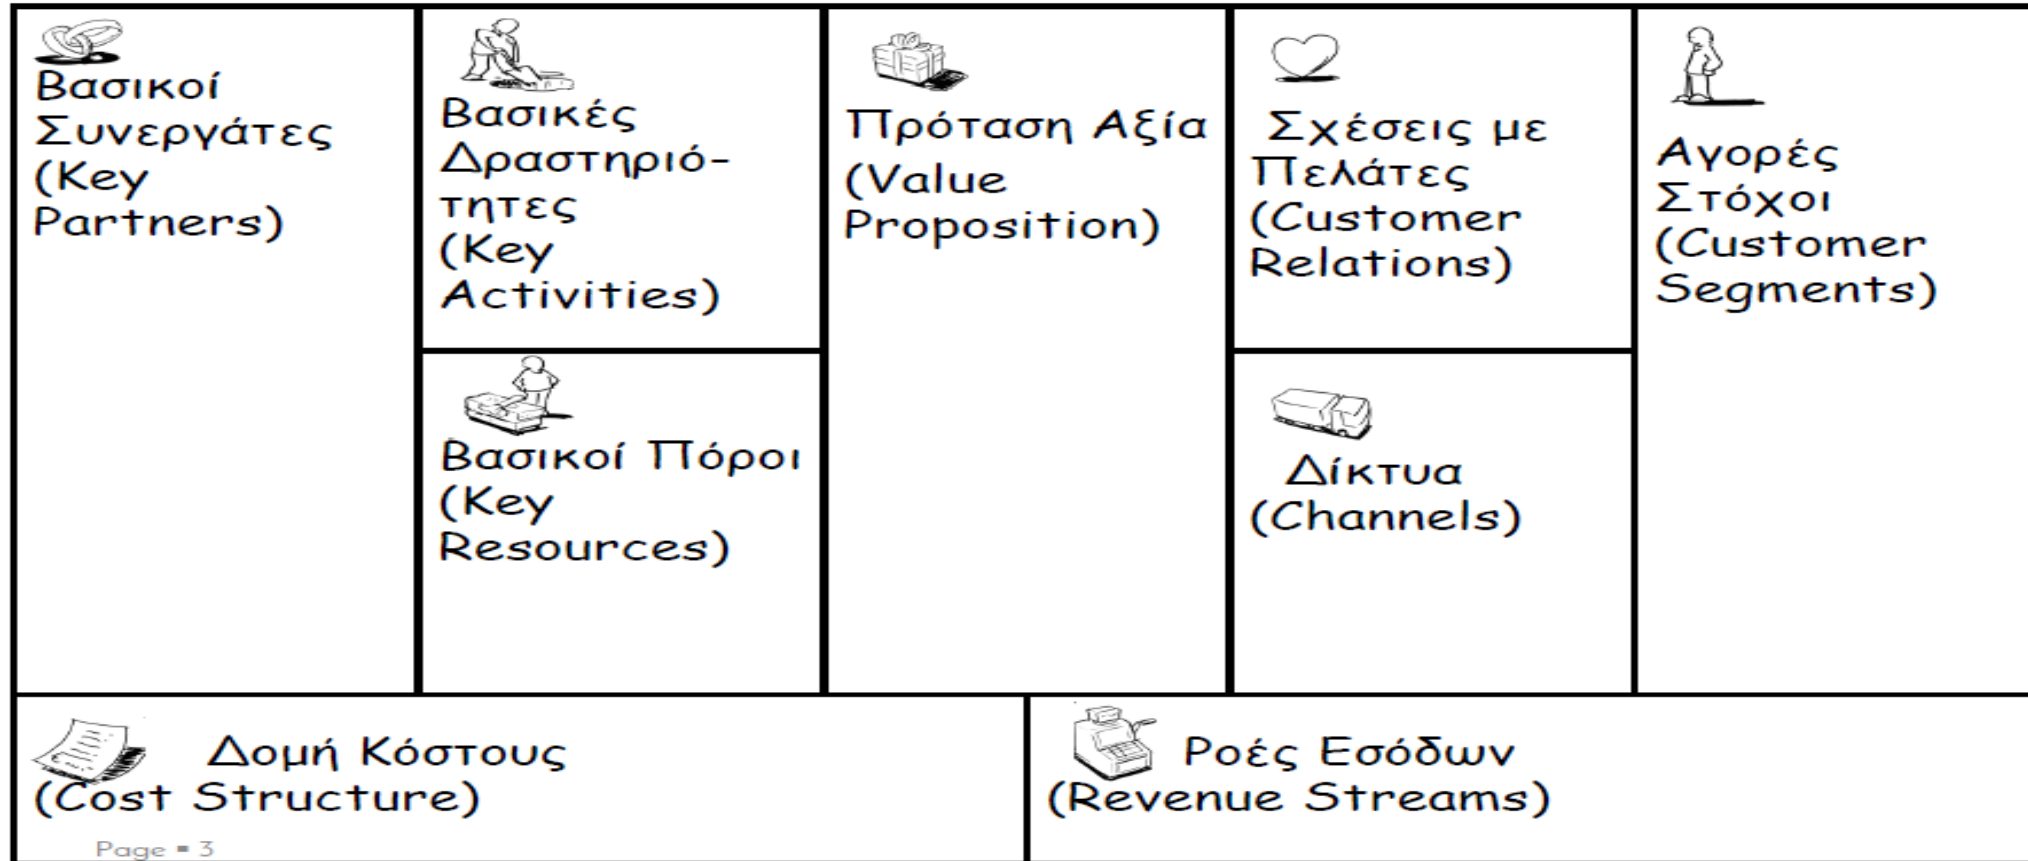 Βασικοί
Συνεργάτες
(Key
Partners)
Βασικές
Δραστηριό-
τητες
(Key
Activities)
Βασικοί Πόροι
(Key
Resources)
Πρόταση Αξία
(Value
Proposition)
Σχέσεις με
Πελάτες
(Customer
Relations)
Δίκτυα
(Channels)
Αγορές
Στόχοι
(Customer
Segments)
Δομή Κόστους
(Cost Structure)
Ροές Εσόδων
(Revenue Streams)
Page ▪ 3